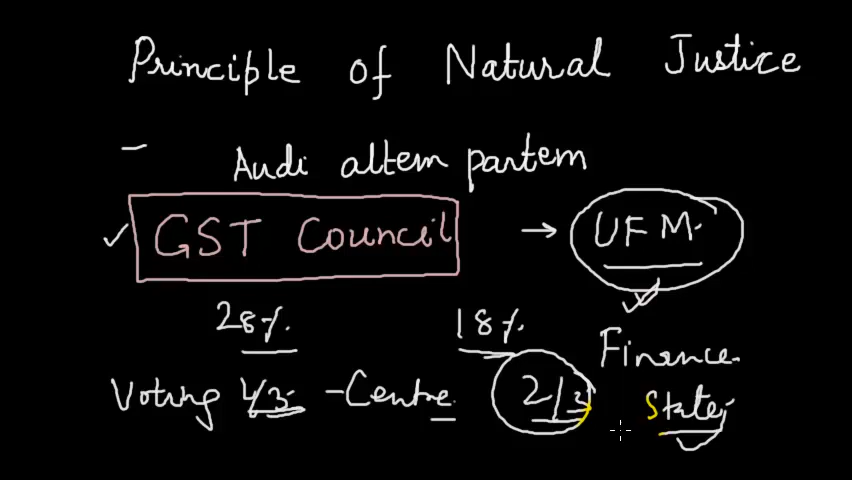 Principle of Natural Justice
- Audi altem partem
GST Council → UFM.
28% 18%
Finance.
Voting 1/3 - Centre 2/3 State